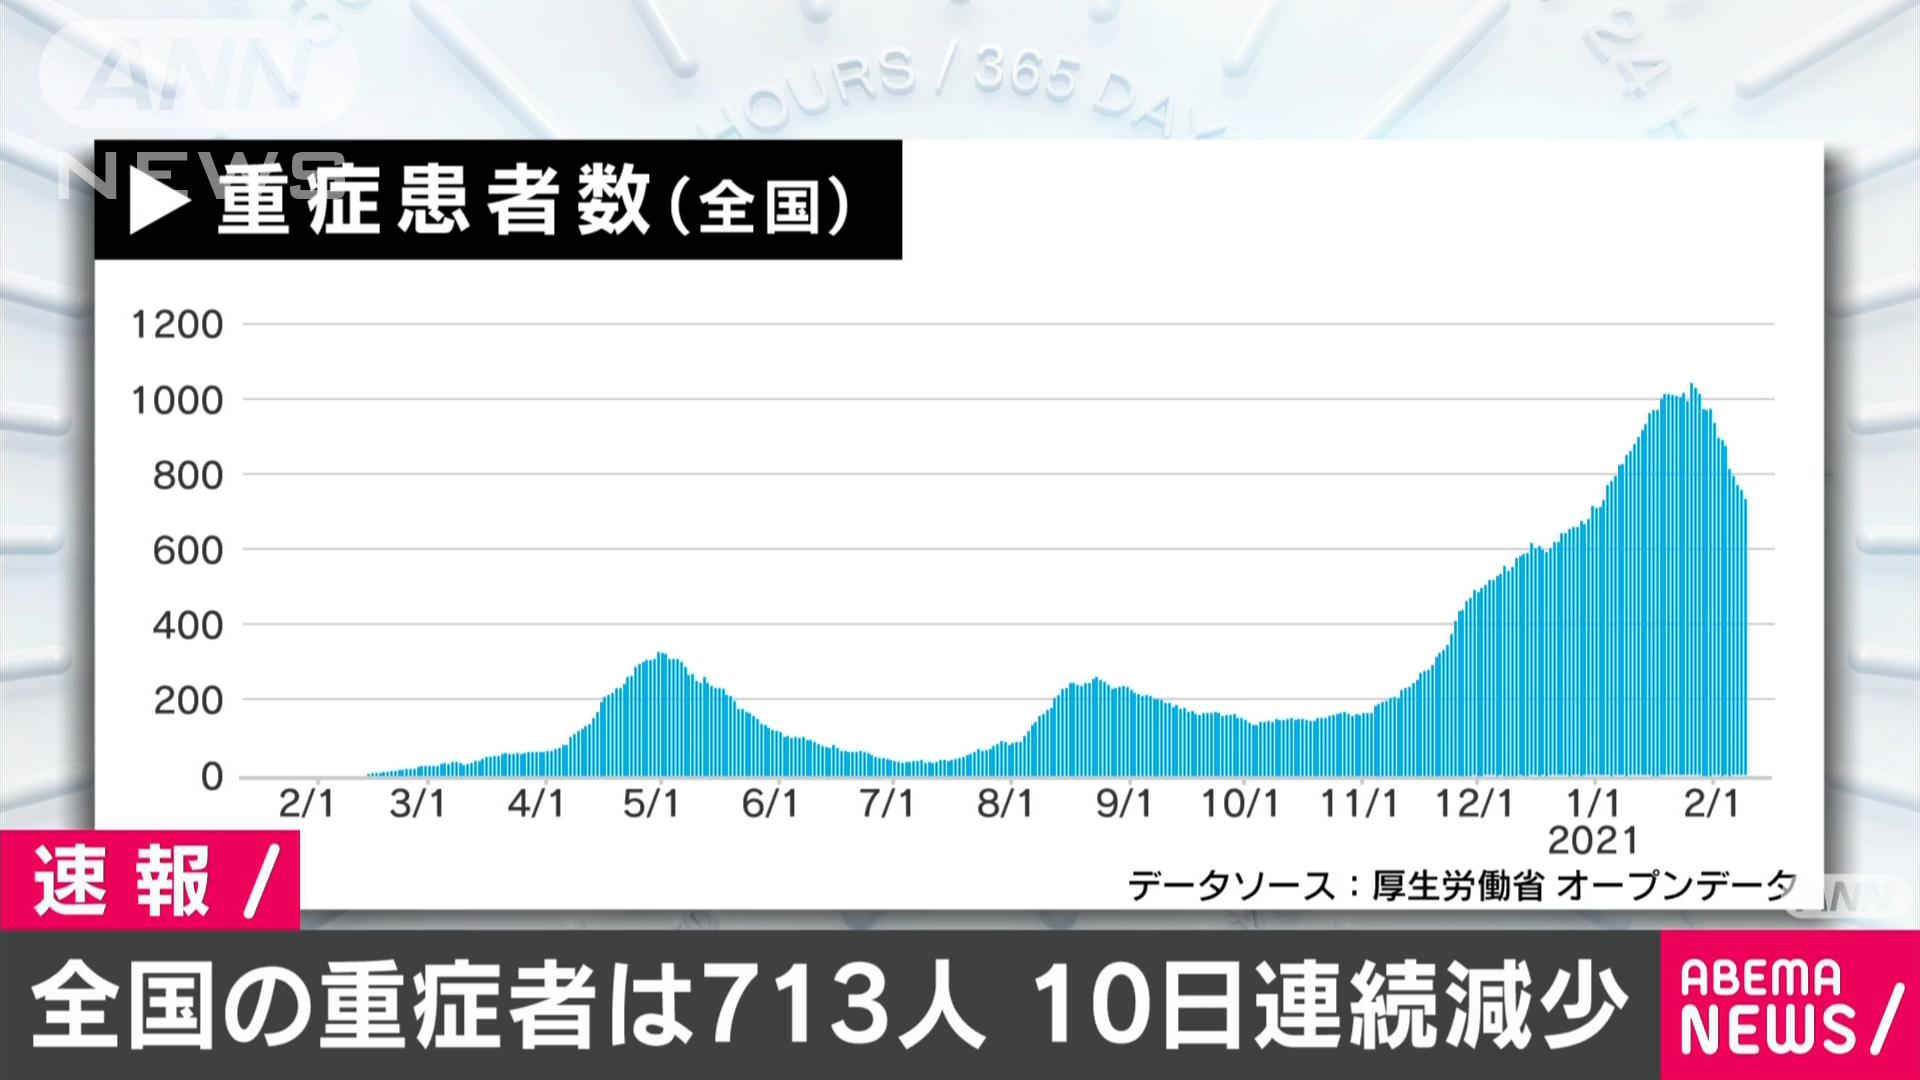 ANN
NEWS
HOURS / 365 DAY
24
▶重症患者数(全国)
1200
1000
800
600
400
200
0
2/1 3/1 4/1 5/1 6/1 7/1 8/1 9/1 10/1 11/1 12/1 1/1 2/1
2021
データソース：厚生労働省 オープンデータ
ANN
速報/
全国の重症者は713人 10日連続減少
ABEMA
NEWS/